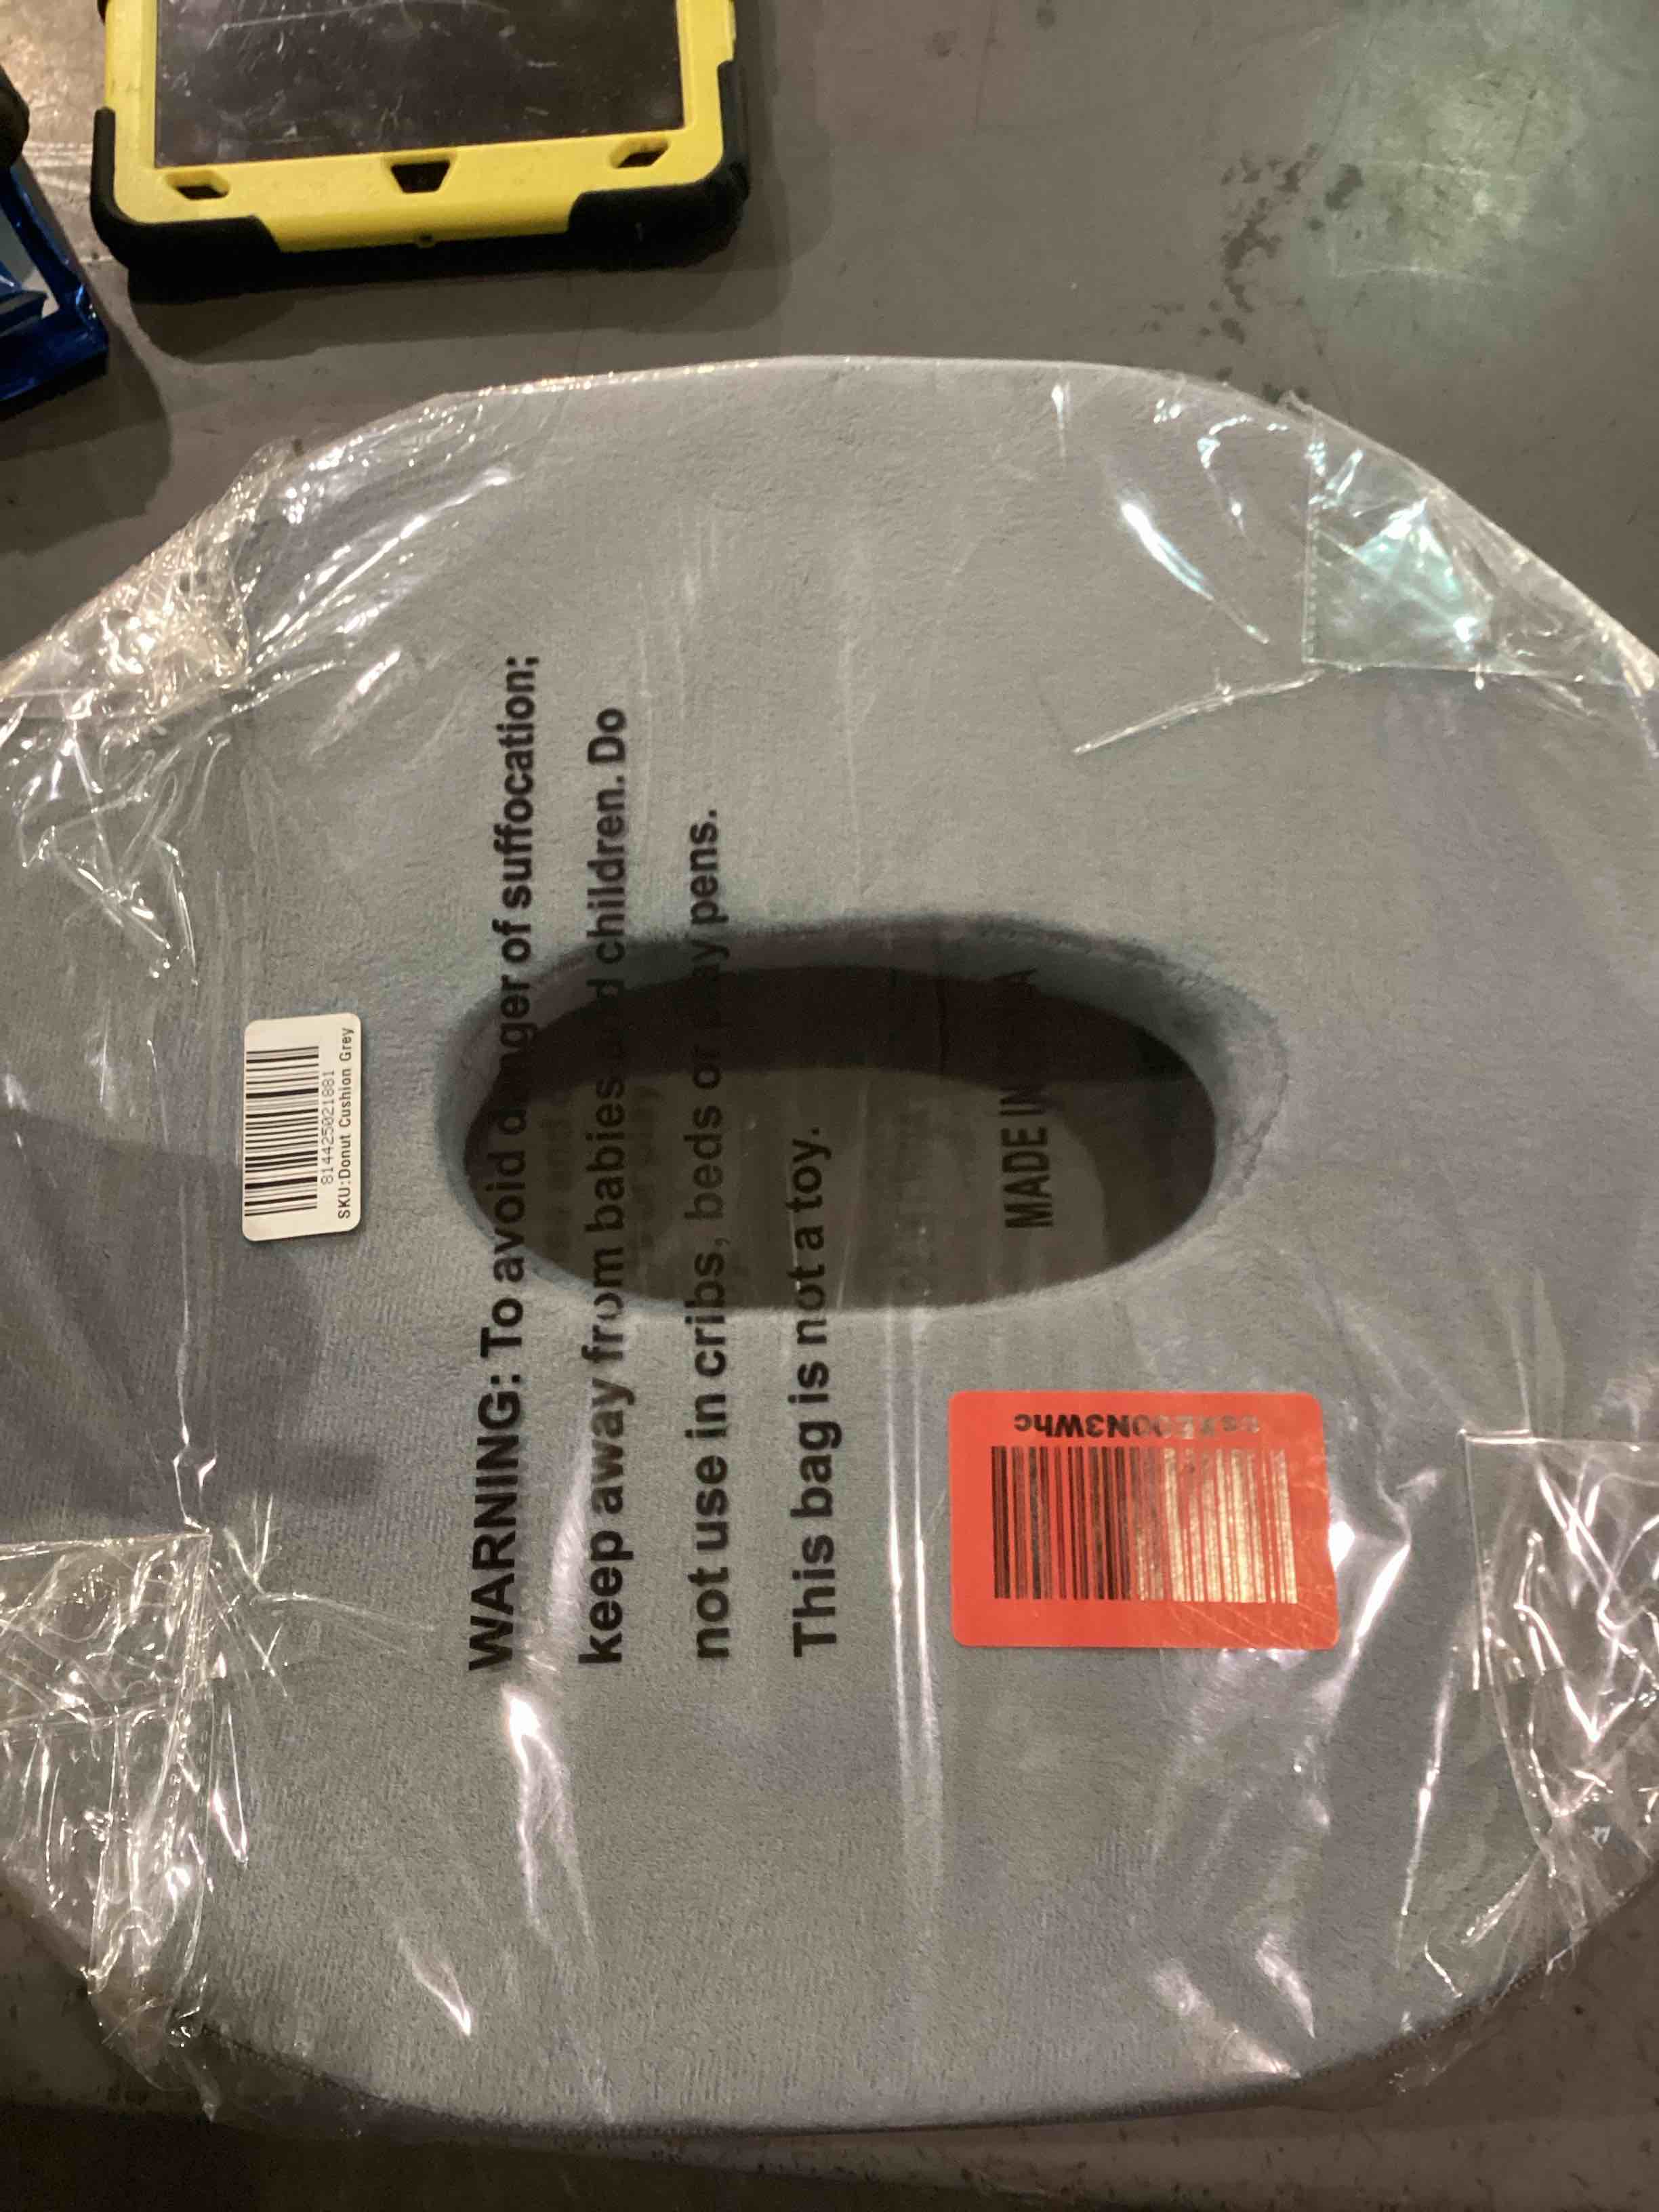 WARNING: To avoid danger of suffocation;
keep away from babies and children. Do
not use in cribs, beds or play pens.
This bag is not a toy.
MADE IN
814425021881
SKU:Donut Cushion Grey